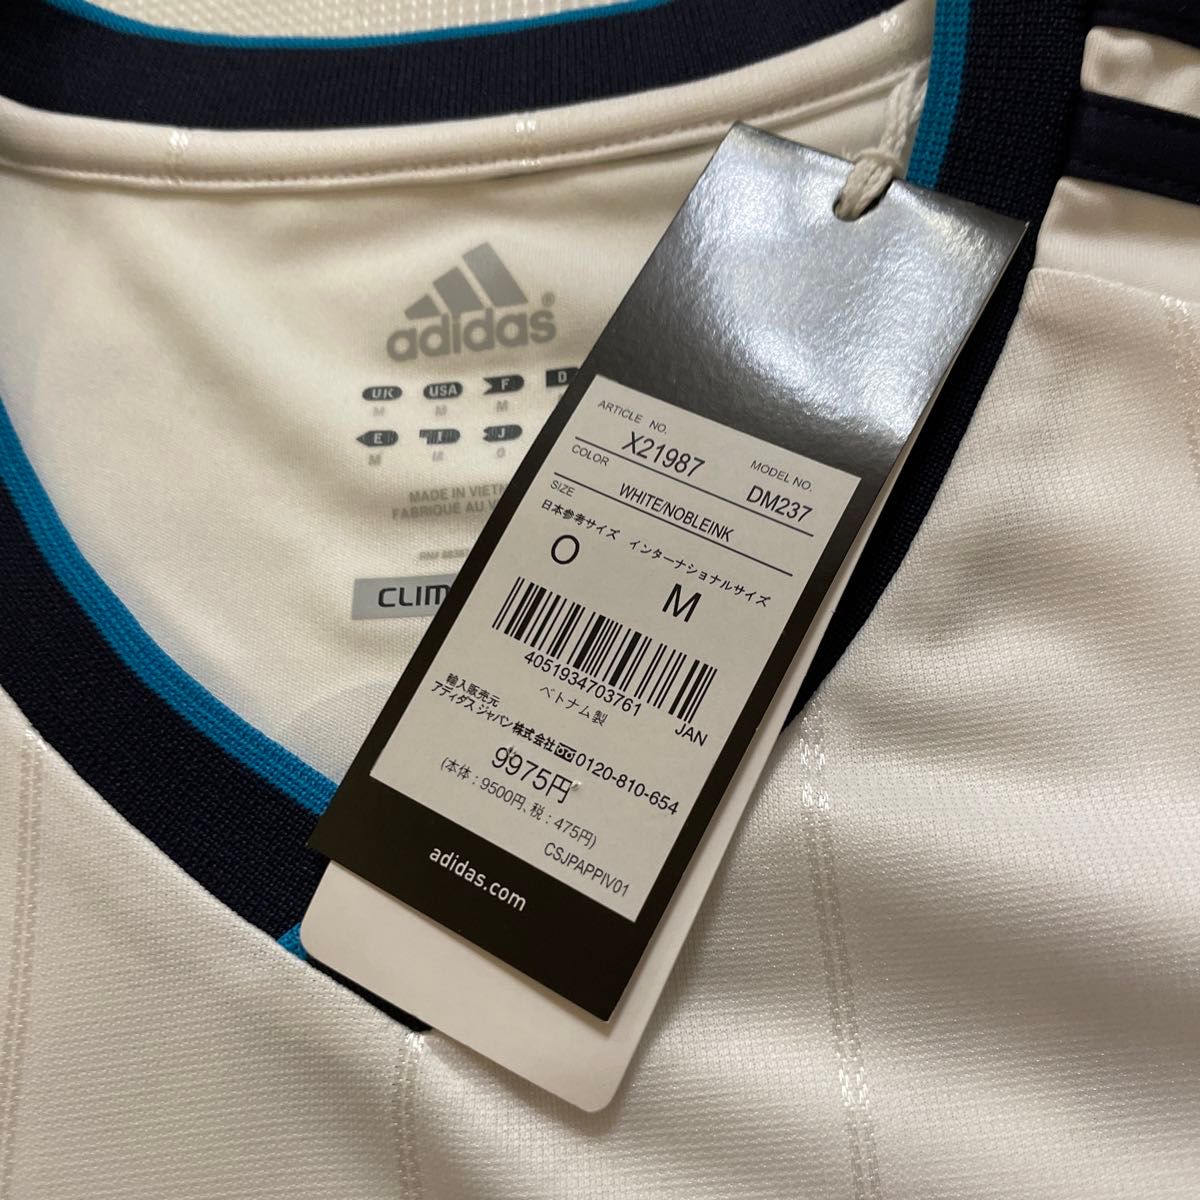 adidas®
UK USA F D
M M M
E J
M M O
MADE IN VIETN
FABRIQUÉ AU V
CLIM
ARTICLE NO.
X21987
MODEL NO.
DM237
COLOR
WHITE/NOBLEINK
SIZE
日本参考サイズ インターナショナルサイズ
O M
4051934703761
ベトナム製 JAN
輸入販売元
アディダス ジャパン株式会社 0120-810-654
9975円
(本体：9500円、税：475円)
CSJPAPPIV01
adidas.com